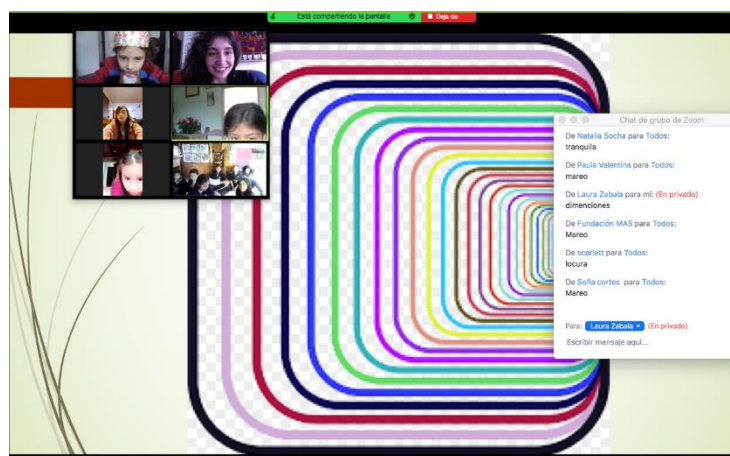 Está compartiendo la pantalla Deja de
Chat de grupo de Zoom
De Natalia Socha para Todos:
tranquila
De Paula Valentina para Todos:
mareo
De Laura Zabala para mí: (En privado)
dimenciones
De Fundación MAS para Todos:
Mareo
De scarlett para Todos:
locura
De Sofia cortes para Todos:
Mareo
Para: Laura Zabala (En privado)
Escribir mensaje aquí...